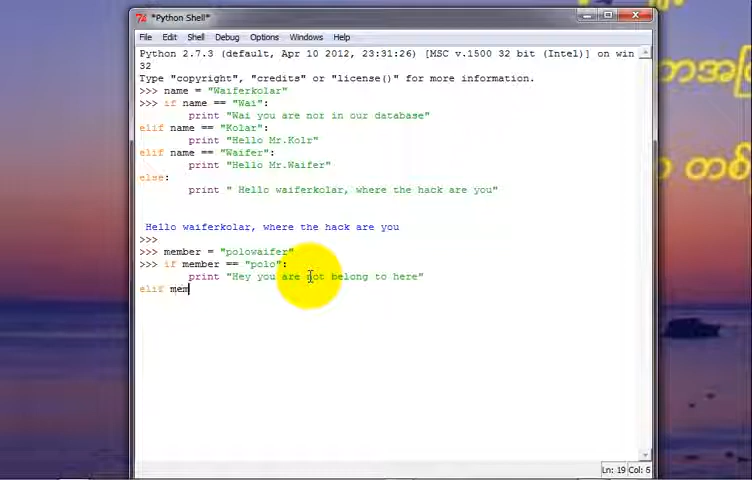 *Python Shell*
File Edit Shell Debug Options Windows Help
Python 2.7.3 (default, Apr 10 2012, 23:31:26) [MSC v.1500 32 bit (Intel)] on win
32
Type "copyright", "credits" or "license()" for more information.
>>> name = "Waiferkolar"
>>> if name == "Wai":
print "Wai you are nor in our database"
elif name == "Kolar":
print "Hello Mr.Kolr"
elif name == "Waifer":
print "Hello Mr.Waifer"
else:
print " Hello waiferkolar, where the hack are you"
Hello waiferkolar, where the hack are you
>>>
>>> member = "polowaifer"
>>> if member == "polo":
print "Hey you are not belong to here"
elif mem
Ln: 19 Col: 6
တစ်